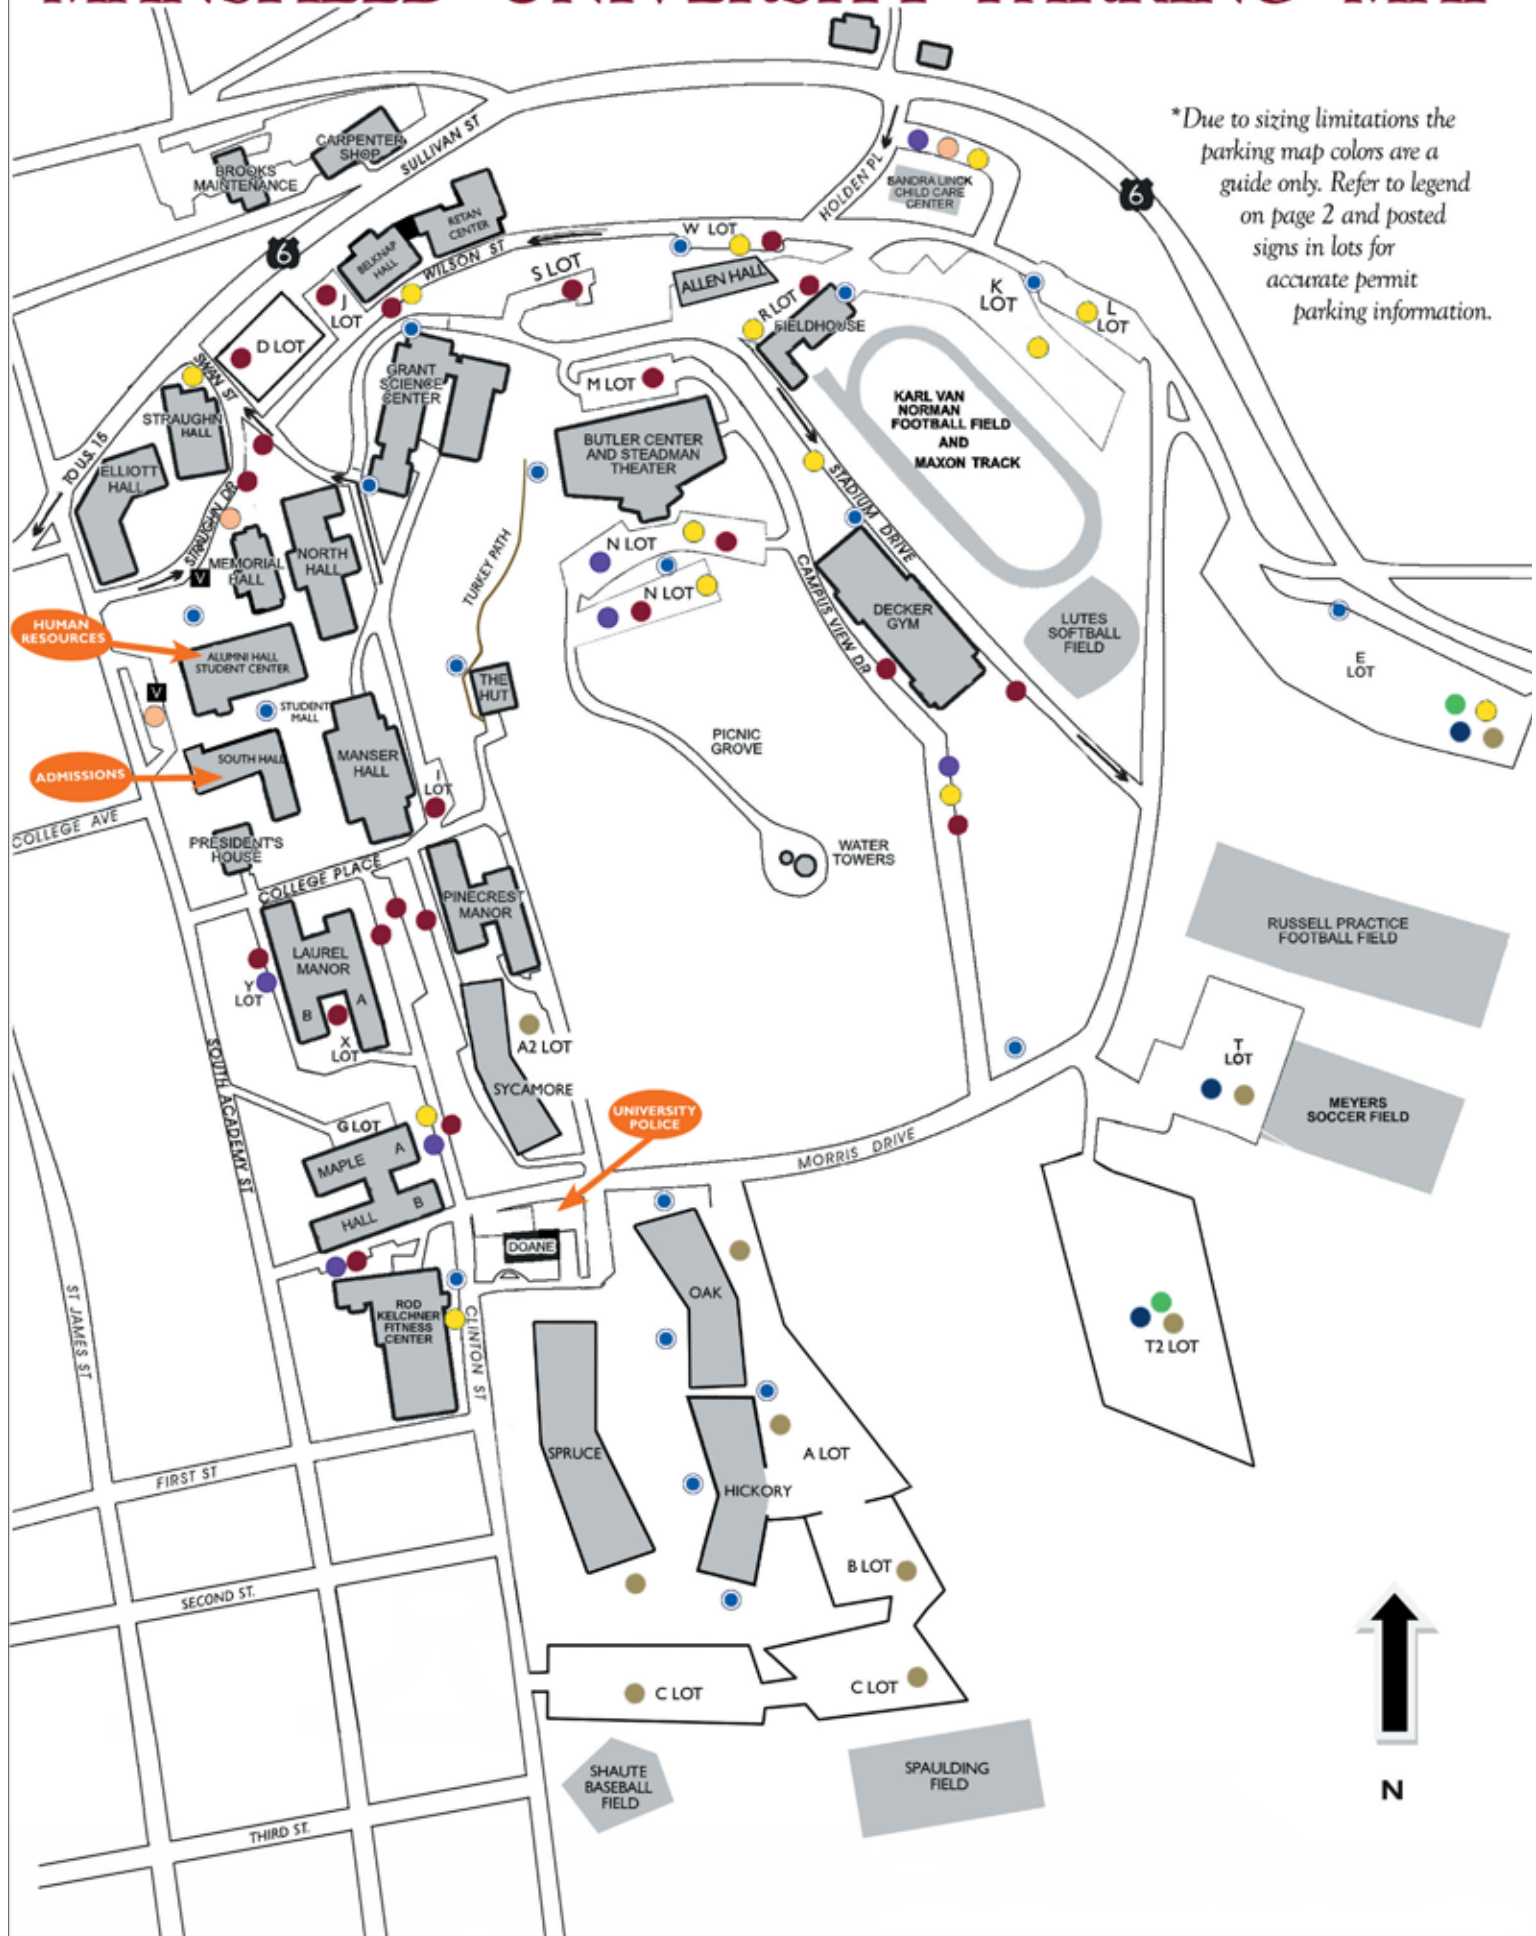 MANSFIELD UNIVERSITY PARKING MAP
*Due to sizing limitations the
parking map colors are a
guide only. Refer to legend
on page 2 and posted
signs in lots for
accurate permit
parking information.
CARPENTER
SHOP
BROOKS
MAINTENANCE
SULLIVAN ST
HOLDEN PL
SANDRA LINCK
CHILD CARE
CENTER
6
6
RETAN
CENTER
BELKNAP
HALL
WILSON ST
W LOT
S LOT
ALLEN HALL
J
LOT
R LOT
FIELDHOUSE
K
LOT
L
LOT
D LOT
SWAN ST
GRANT
SCIENCE
CENTER
M LOT
KARL VAN
NORMAN
FOOTBALL FIELD
AND
MAXON TRACK
STRAUGHN
HALL
BUTLER CENTER
AND STEADMAN
THEATER
TO U.S. 15
ELLIOTT
HALL
STRAUGHN DR
STADIUM DRIVE
MEMORIAL
HALL
NORTH
HALL
TURKEY PATH
N LOT
N LOT
CAMPUS VIEW DR
DECKER
GYM
LUTES
SOFTBALL
FIELD
V
HUMAN
RESOURCES
ALUMNI HALL
STUDENT CENTER
E
LOT
THE
HUT
V
STUDENT
MALL
PICNIC
GROVE
SOUTH HALL
MANSER
HALL
ADMISSIONS
I
LOT
COLLEGE AVE
PRESIDENT'S
HOUSE
WATER
TOWERS
COLLEGE PLACE
PINECREST
MANOR
RUSSELL PRACTICE
FOOTBALL FIELD
LAUREL
MANOR
Y
LOT
A
B
X
LOT
A2 LOT
T
LOT
SYCAMORE
SOUTH ACADEMY ST
UNIVERSITY
POLICE
MEYERS
SOCCER FIELD
G LOT
MAPLE
A
HALL
B
MORRIS DRIVE
DOANE
OAK
ROD
KELCHNER
FITNESS
CENTER
ST JAMES ST
CLINTON ST
T2 LOT
SPRUCE
A LOT
FIRST ST
HICKORY
B LOT
SECOND ST.
C LOT
C LOT
SHAUTE
BASEBALL
FIELD
SPAULDING
FIELD
N
THIRD ST.